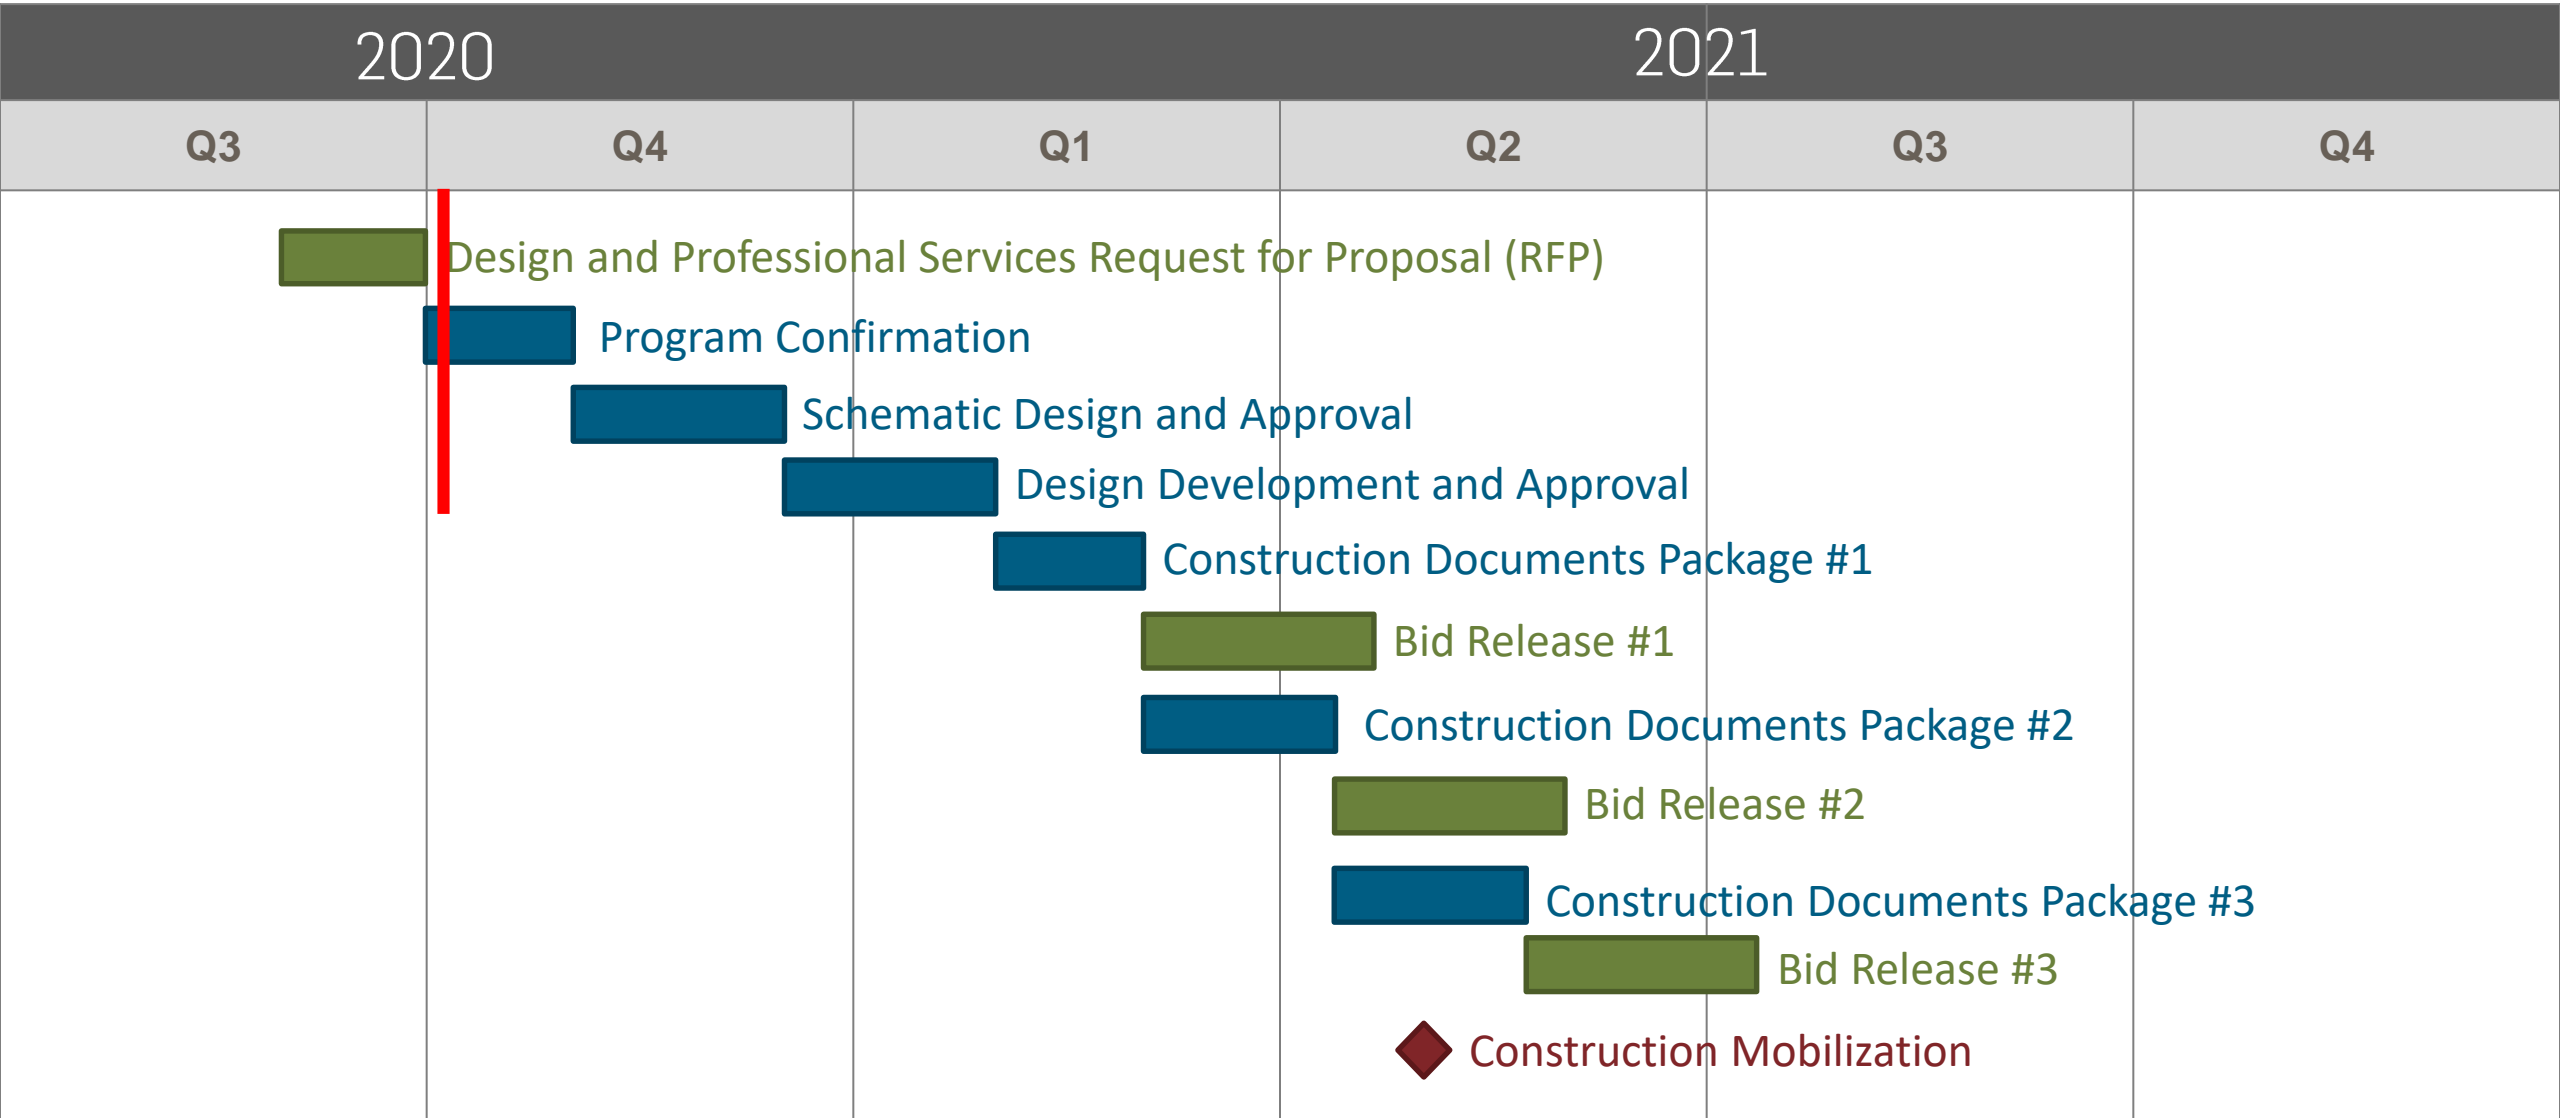 2020 2021
Q3 Q4 Q1 Q2 Q3 Q4
Design and Professional Services Request for Proposal (RFP)
Program Confirmation
Schematic Design and Approval
Design Development and Approval
Construction Documents Package #1
Bid Release #1
Construction Documents Package #2
Bid Release #2
Construction Documents Package #3
Bid Release #3
Construction Mobilization